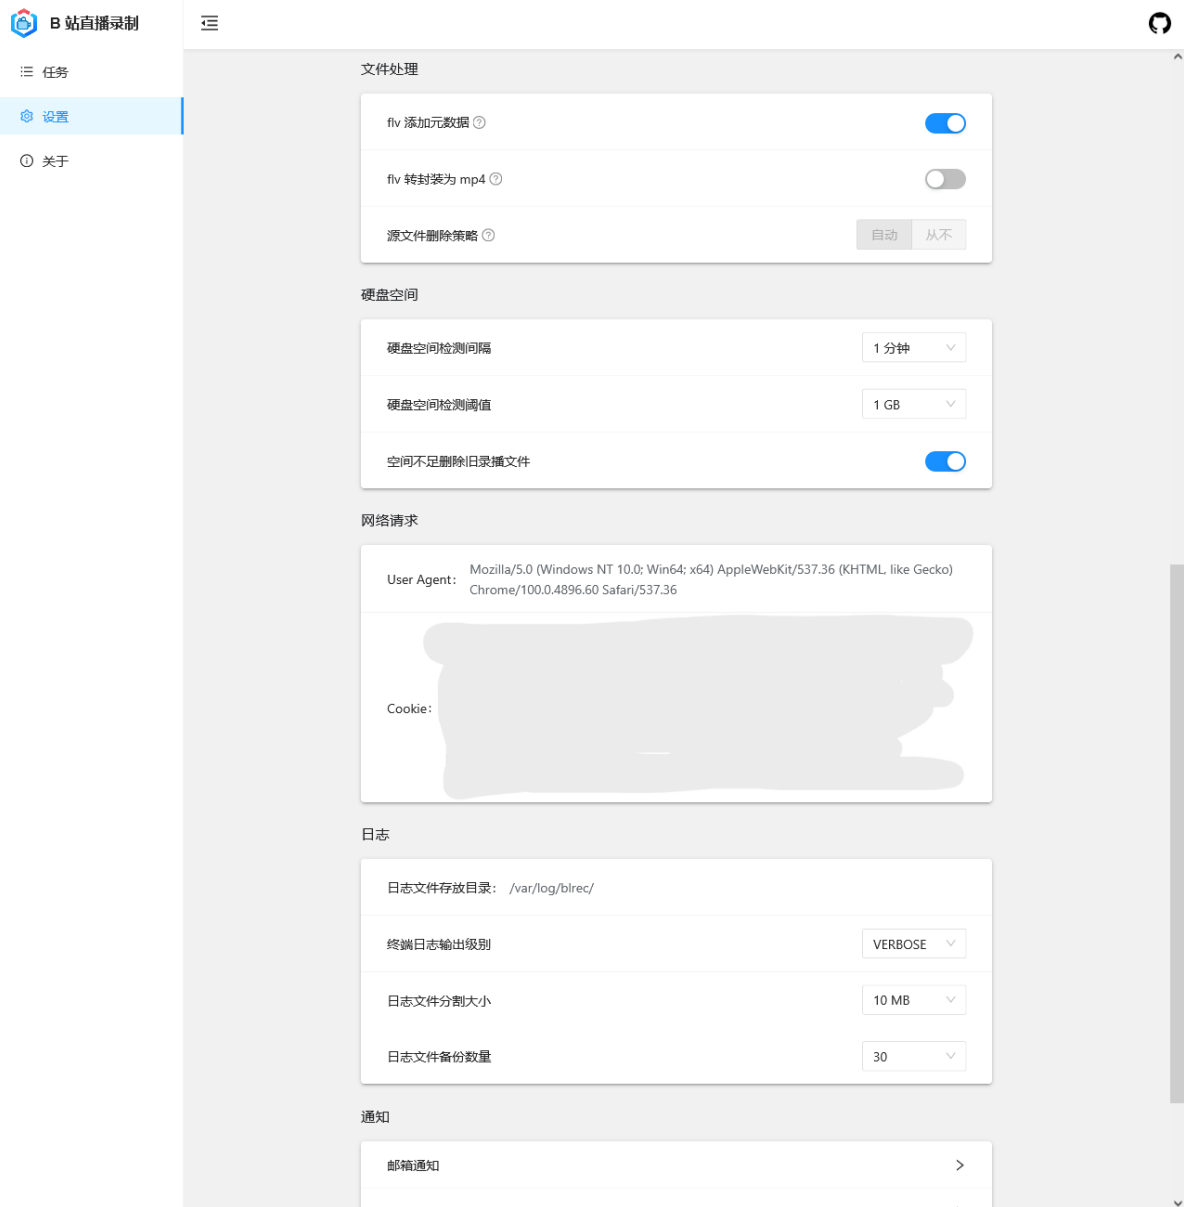 B 站直播录制
任务
设置
关于
文件处理
flv 添加元数据
flv 转封装为 mp4
源文件删除策略
自动 从不
硬盘空间
硬盘空间检测间隔
1 分钟
硬盘空间检测阈值
1 GB
空间不足删除旧录播文件
网络请求
User Agent：
Mozilla/5.0 (Windows NT 10.0; Win64; x64) AppleWebKit/537.36 (KHTML, like Gecko)
Chrome/100.0.4896.60 Safari/537.36
Cookie：
日志
日志文件存放目录： /var/log/blrec/
终端日志输出级别
VERBOSE
日志文件分割大小
10 MB
日志文件备份数量
30
通知
邮箱通知